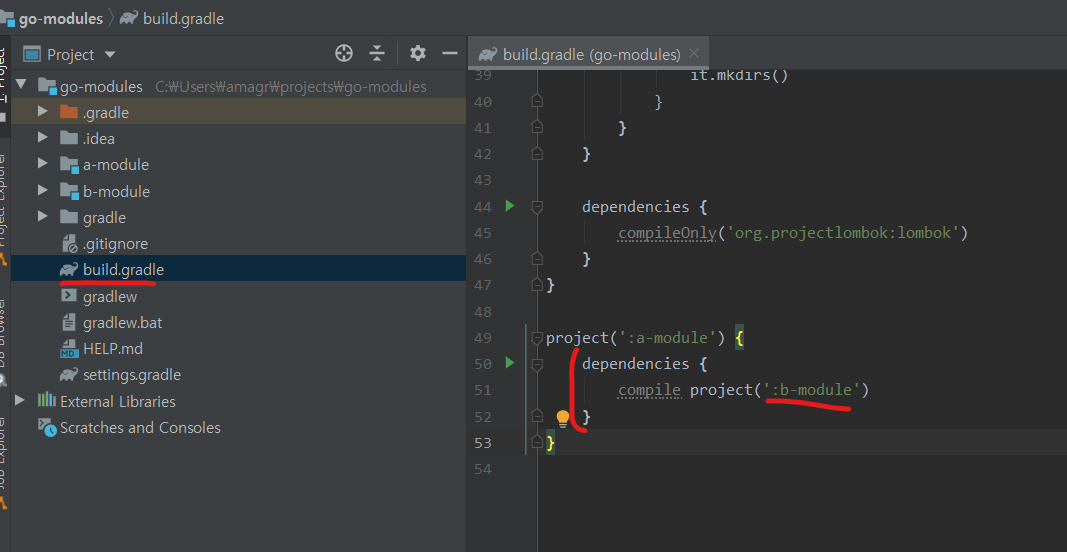 go-modules build.gradle
Project
build.gradle (go-modules)
go-modules C:₩Users₩amagr₩projects₩go-modules
.gradle
.idea
a-module
b-module
gradle
.gitignore
build.gradle
gradlew
gradlew.bat
HELP.md
settings.gradle
External Libraries
Scratches and Consoles
1: Project
Project Explorer
DB Browser
Job Explorer
39 it.mkdirs()
40 }
41 }
42 }
43
44 dependencies {
45 compileOnly('org.projectlombok:lombok')
46 }
47 }
48
49 project(':a-module') {
50 dependencies {
51 compile project(':b-module')
52 }
53 }
54